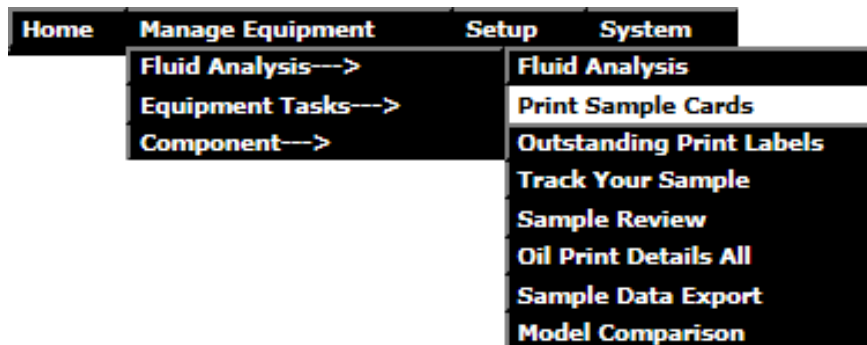 Home Manage Equipment Setup System
Fluid Analysis---> Fluid Analysis
Equipment Tasks---> Print Sample Cards
Component---> Outstanding Print Labels
Track Your Sample
Sample Review
Oil Print Details All
Sample Data Export
Model Comparison